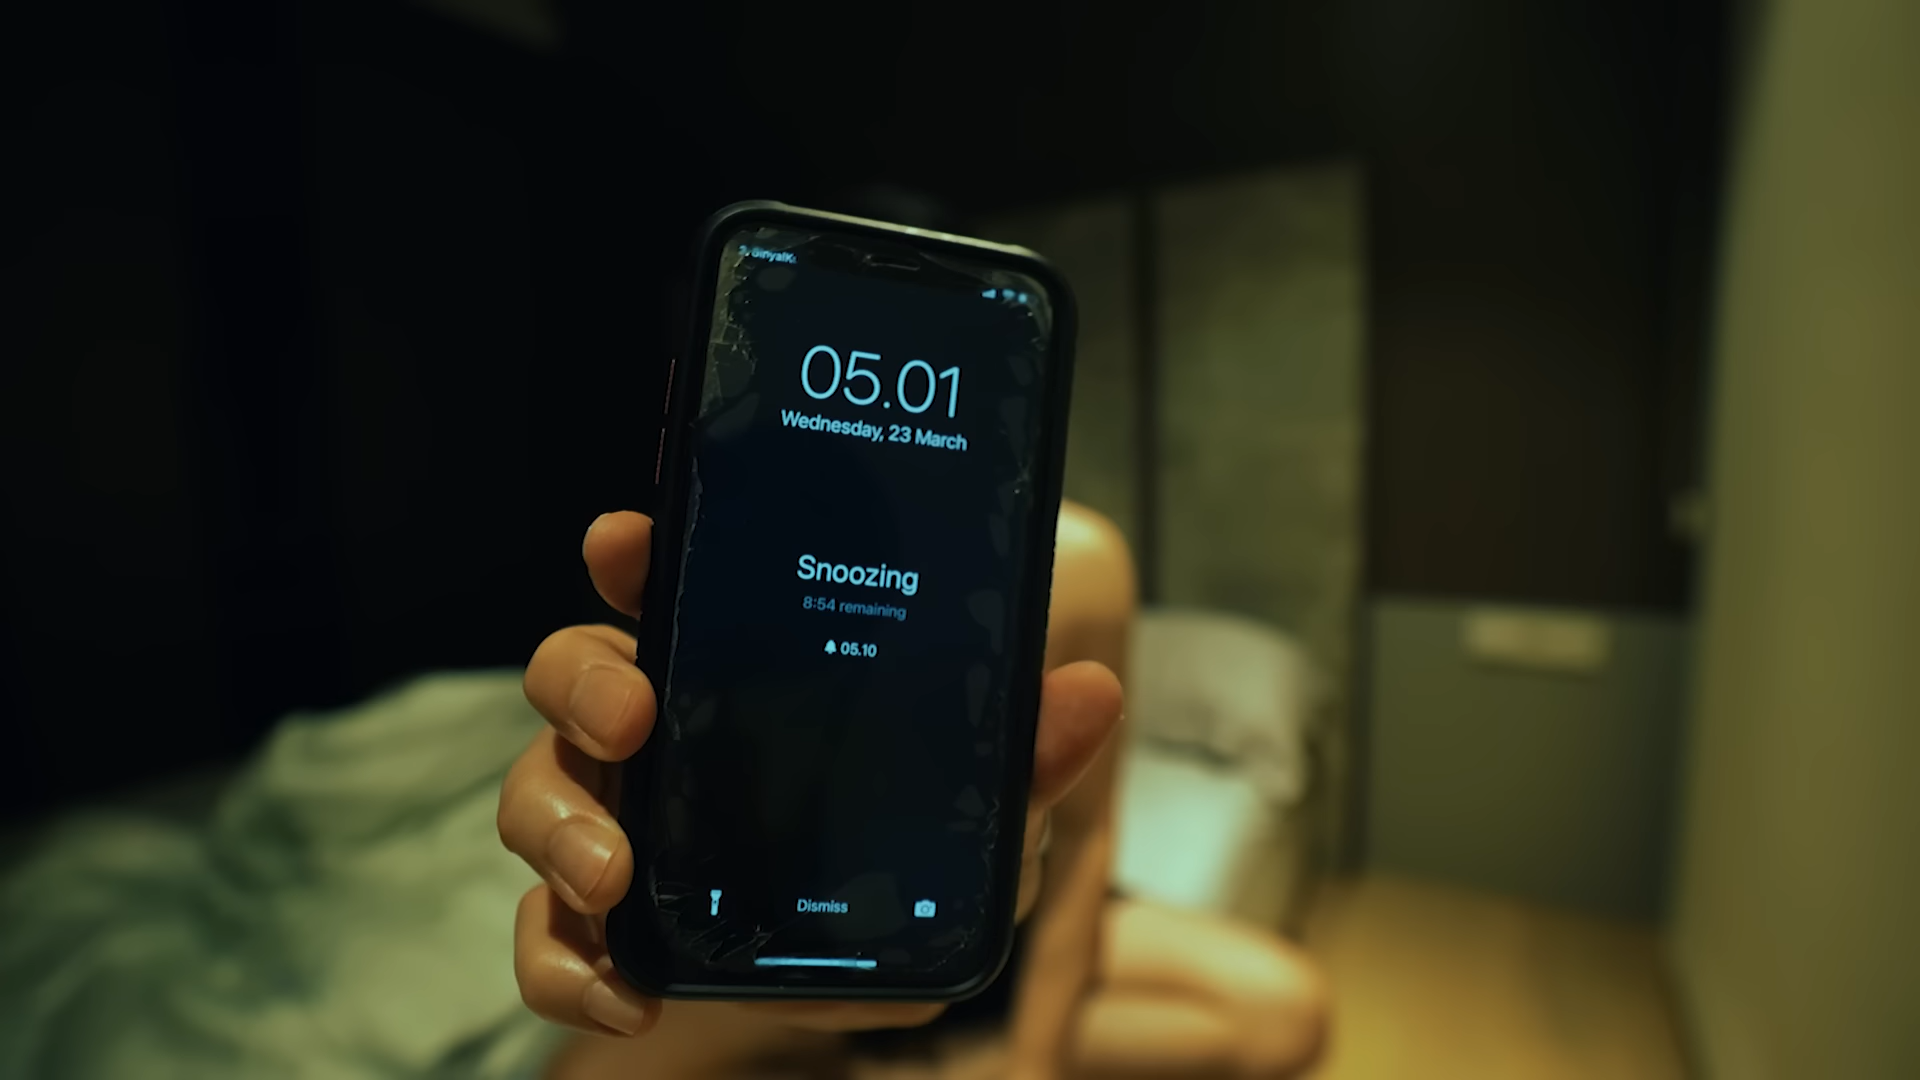 05.01
Wednesday, 23 March
Snoozing
8:54 remaining
05.10
Dismiss